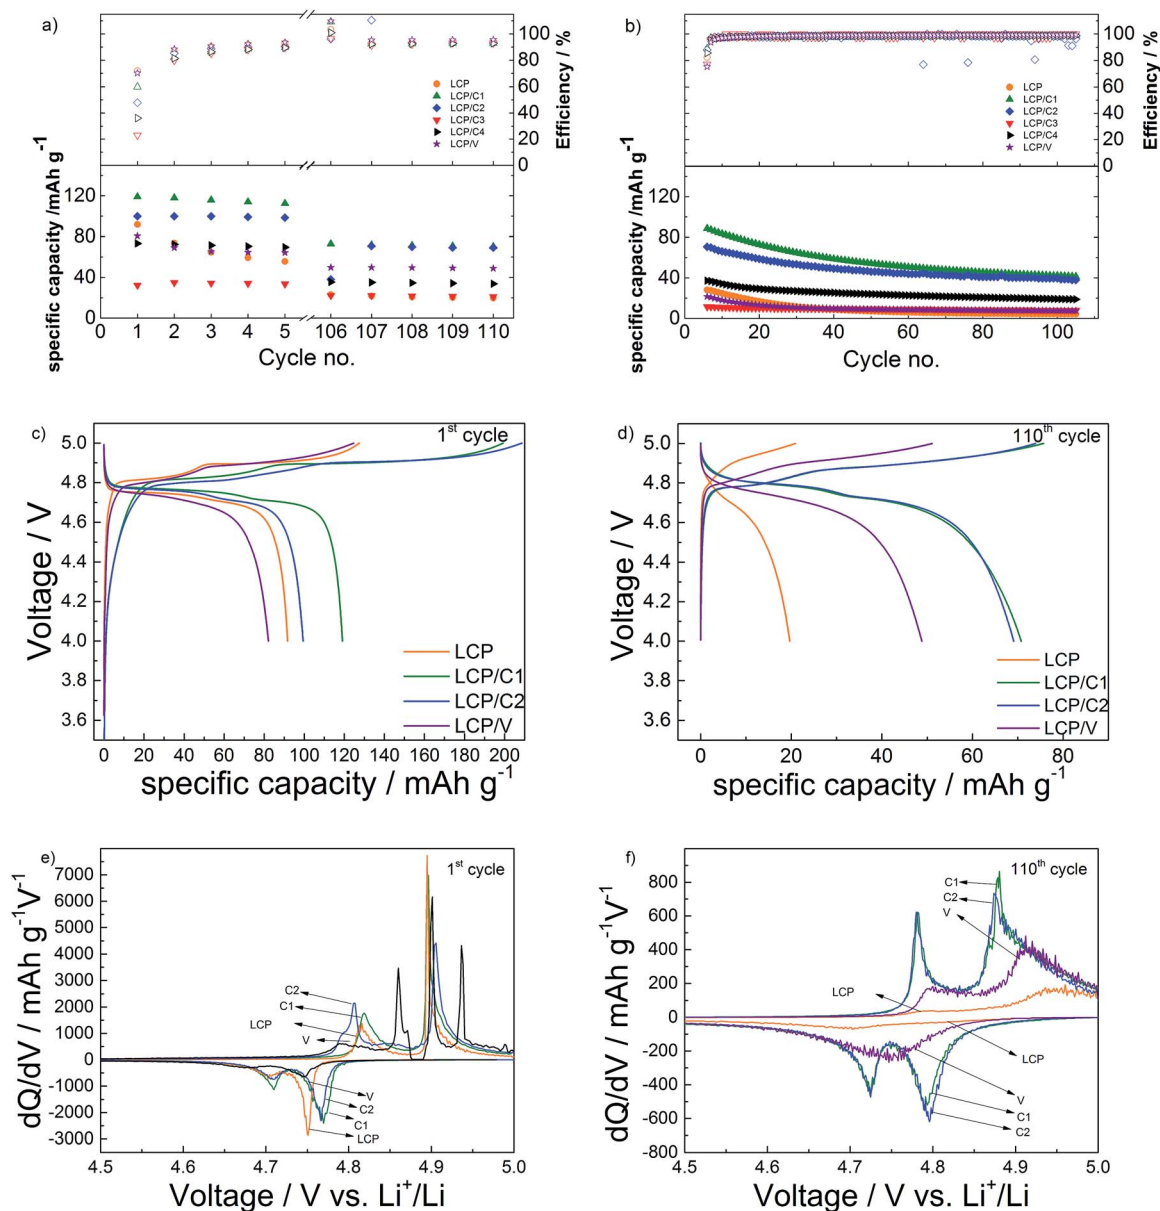 a)
100
80
60
40
20
0
Efficiency / %
LCP
LCP/C1
LCP/C2
LCP/C3
LCP/C4
LCP/V
120
80
40
0
specific capacity /mAh g⁻¹
1 2 3 4 5 106 107 108 109 110
Cycle no.
b)
100
80
60
40
20
0
Efficiency / %
LCP
LCP/C1
LCP/C2
LCP/C3
LCP/C4
LCP/V
120
80
40
0
specific capacity /mAh g⁻¹
20 40 60 80 100
Cycle no.
c)
1ˢᵗ cycle
5.0
4.8
4.6
4.4
4.2
4.0
3.8
3.6
Voltage / V
LCP
LCP/C1
LCP/C2
LCP/V
0 20 40 60 80 100 120 140 160 180 200
specific capacity / mAh g⁻¹
d)
110ᵗʰ cycle
5.0
4.8
4.6
4.4
4.2
4.0
3.8
3.6
Voltage / V
LCP
LCP/C1
LCP/C2
LCP/V
0 20 40 60 80
specific capacity / mAh g⁻¹
e)
1ˢᵗ cycle
7000
6000
5000
4000
3000
2000
1000
0
-1000
-2000
-3000
dQ/dV / mAh g⁻¹V⁻¹
C2
C1
LCP
V
V
C2
C1
LCP
4.5 4.6 4.7 4.8 4.9 5.0
Voltage / V vs. Li⁺/Li
f)
110ᵗʰ cycle
800
600
400
200
0
-200
-400
-600
-800
dQ/dV / mAh g⁻¹V⁻¹
C1
C2
V
LCP
LCP
V
C1
C2
4.5 4.6 4.7 4.8 4.9 5.0
Voltage / V vs. Li⁺/Li